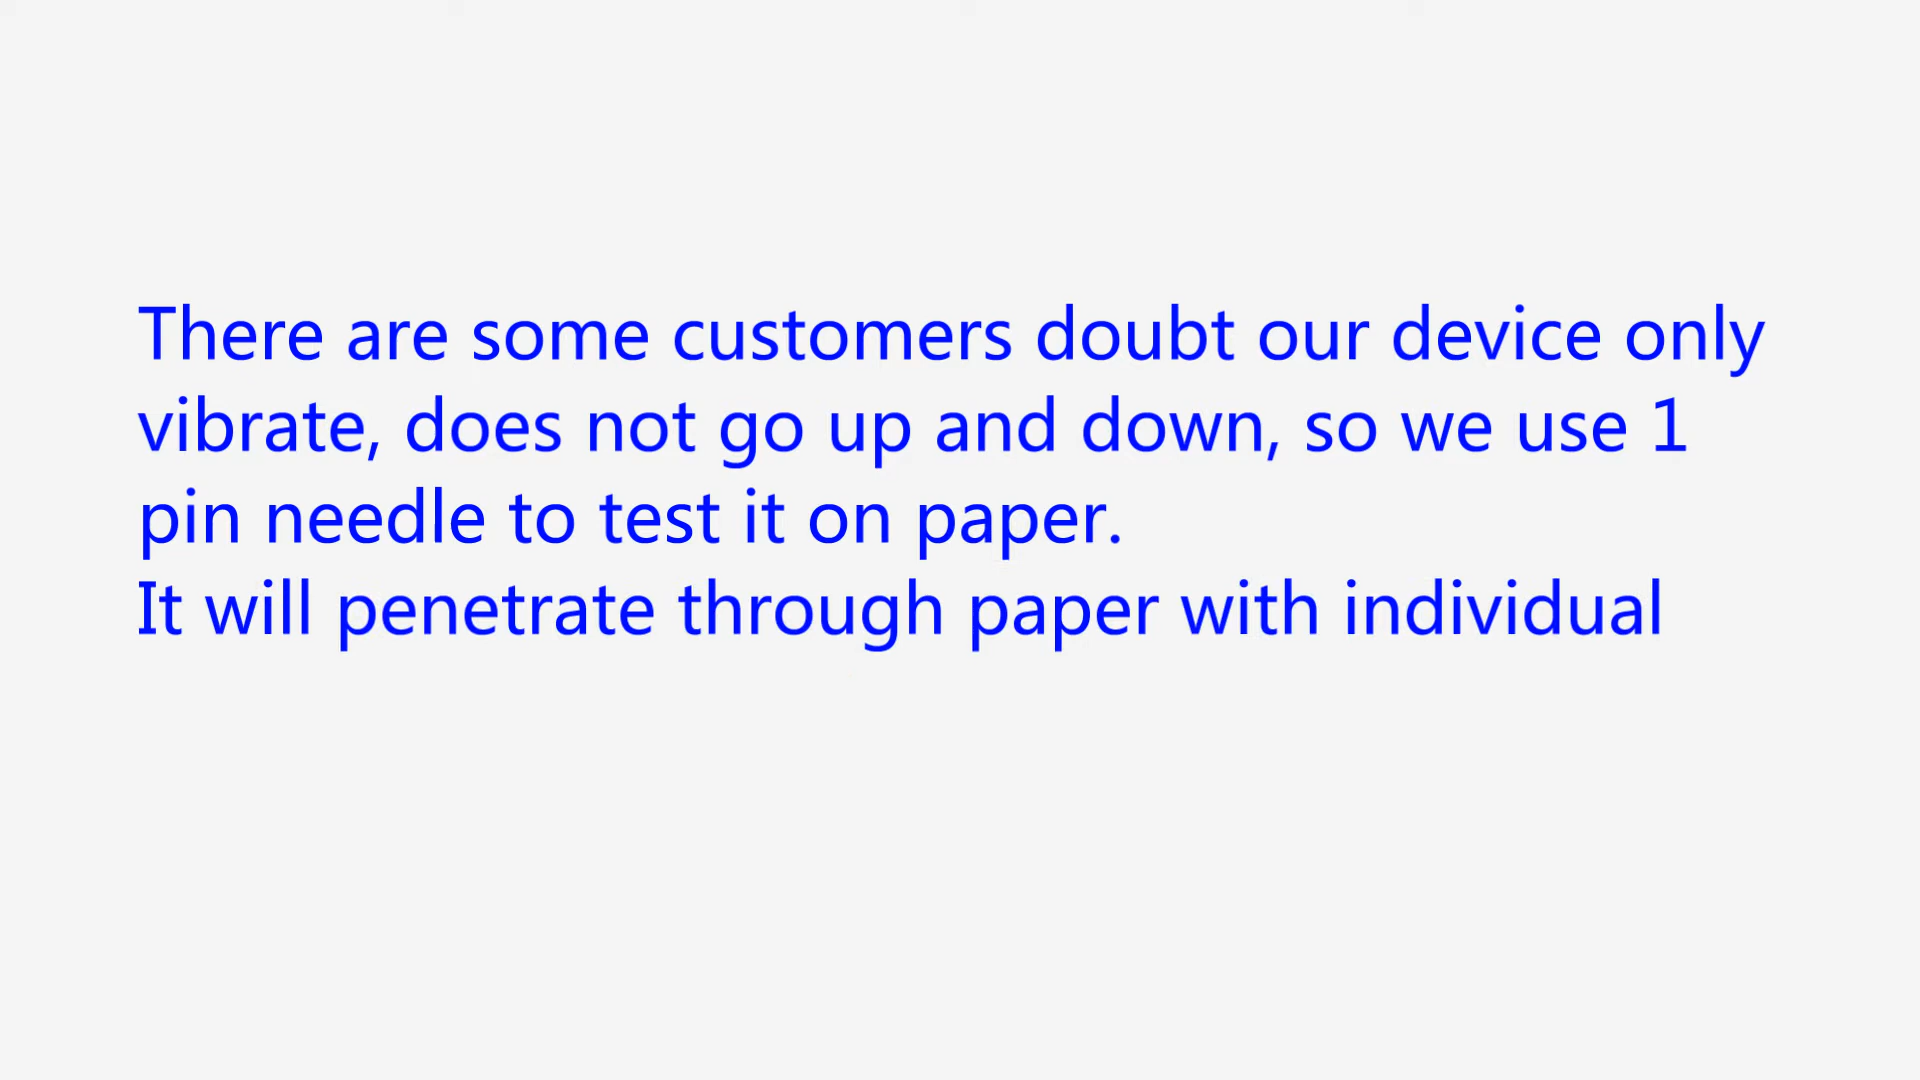 There are some customers doubt our device only
vibrate, does not go up and down, so we use 1
pin needle to test it on paper.
It will penetrate through paper with individual